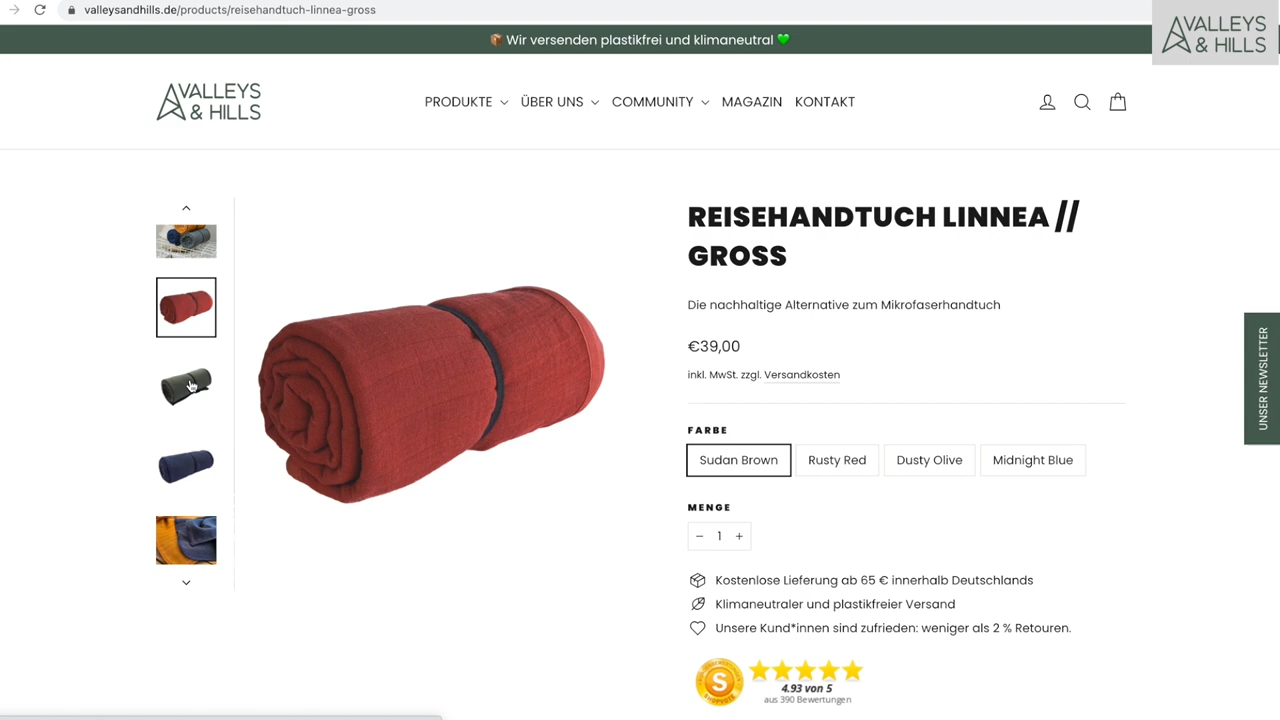 valleysandhills.de/products/reisehandtuch-linnea-gross
📦 Wir versenden plastikfrei und klimaneutral 💚
VALLEYS
& HILLS
VALLEYS
& HILLS
PRODUKTE ÜBER UNS COMMUNITY MAGAZIN KONTAKT
REISEHANDTUCH LINNEA //
GROSS
Die nachhaltige Alternative zum Mikrofaserhandtuch
€39,00
inkl. MwSt. zzgl. Versandkosten
FARBE
Sudan Brown Rusty Red Dusty Olive Midnight Blue
MENGE
− 1 +
Kostenlose Lieferung ab 65 € innerhalb Deutschlands
Klimaneutraler und plastikfreier Versand
Unsere Kund*innen sind zufrieden: weniger als 2 % Retouren.
S
4.93 von 5
aus 390 Bewertungen
UNSER NEWSLETTER